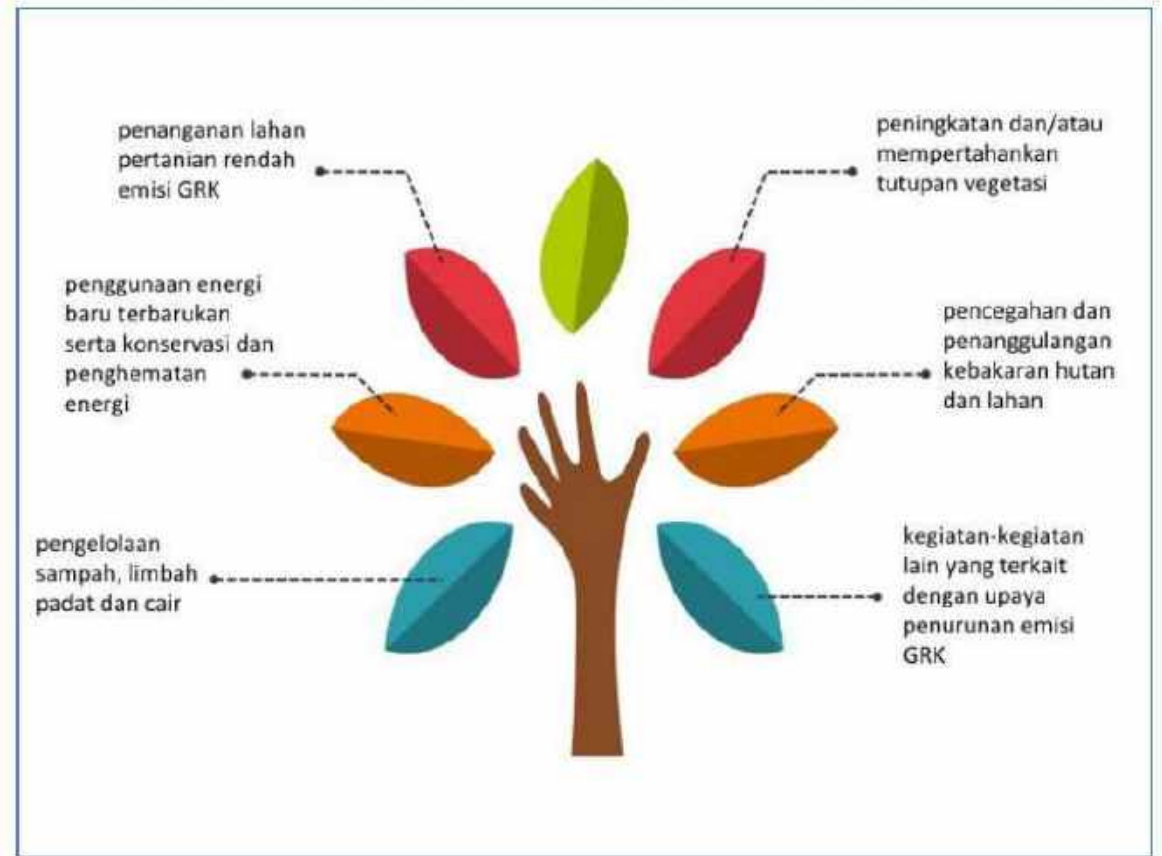 penanganan lahan
pertanian rendah
emisi GRK
penggunaan energi
baru terbarukan
serta konservasi dan
penghematan
energi
pengelolaan
sampah, limbah
padat dan cair
peningkatan dan/atau
mempertahankan
tutupan vegetasi
pencegahan dan
penanggulangan
kebakaran hutan
dan lahan
kegiatan-kegiatan
lain yang terkait
dengan upaya
penurunan emisi
GRK